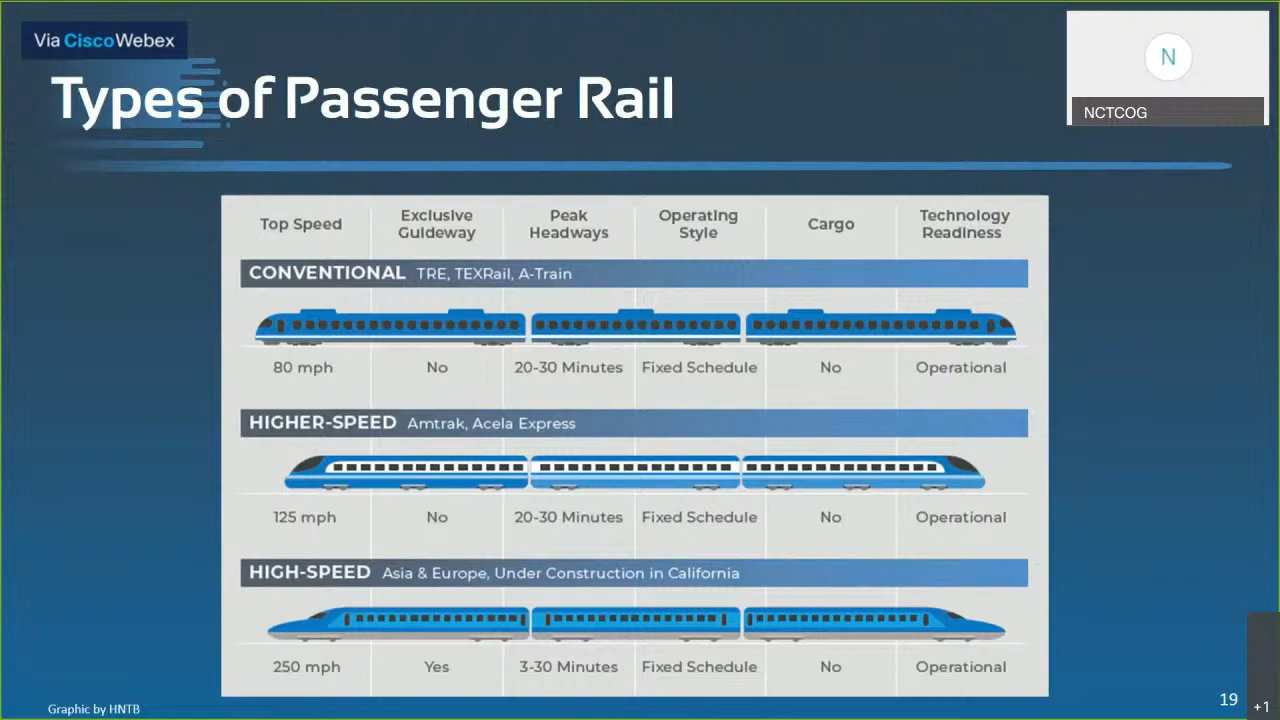 Via Cisco Webex
Types of Passenger Rail
N
NCTCOG
Top Speed
Exclusive
Guideway
Peak
Headways
Operating
Style
Cargo
Technology
Readiness
CONVENTIONAL TRE, TEXRail, A-Train
80 mph No 20-30 Minutes Fixed Schedule No Operational
HIGHER-SPEED Amtrak, Acela Express
125 mph No 20-30 Minutes Fixed Schedule No Operational
HIGH-SPEED Asia & Europe, Under Construction in California
250 mph Yes 3-30 Minutes Fixed Schedule No Operational
Graphic by HNTB
19
+1